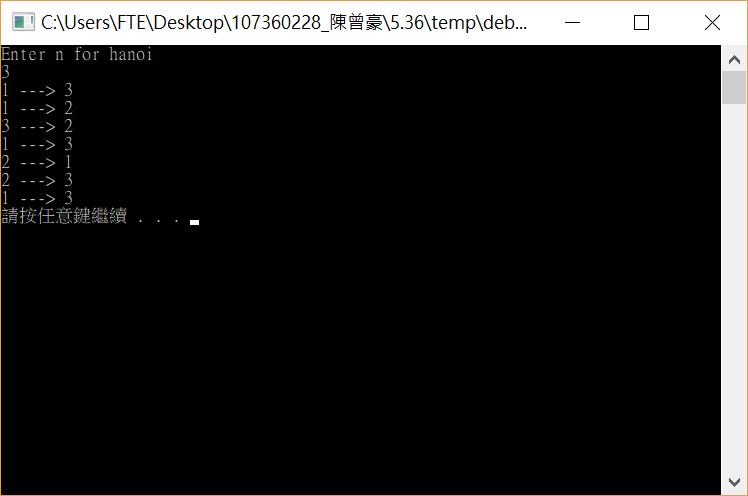 C:\Users\FTE\Desktop\107360228_陳曾豪\5.36\temp\deb...
Enter n for hanoi
3
1 ---> 3
1 ---> 2
3 ---> 2
1 ---> 3
2 ---> 1
2 ---> 3
1 ---> 3
請按任意鍵繼續 . . .